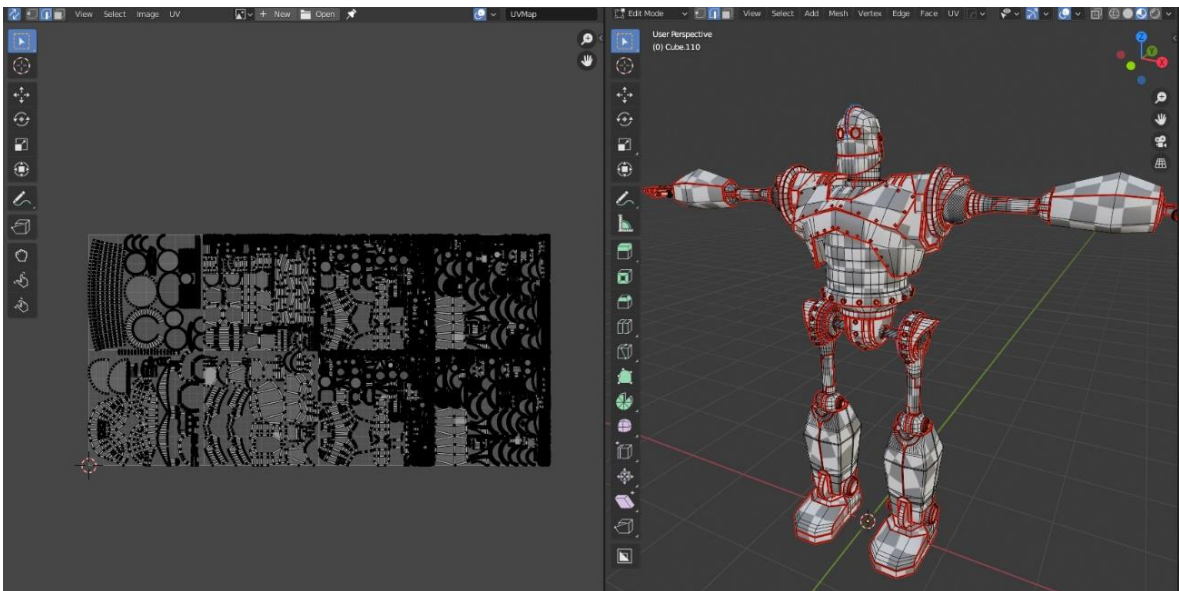 View Select Image UV + New Open UVMap
Edit Mode View Select Add Mesh Vertex Edge Face UV
User Perspective
(0) Cube.110
Z
Y
X